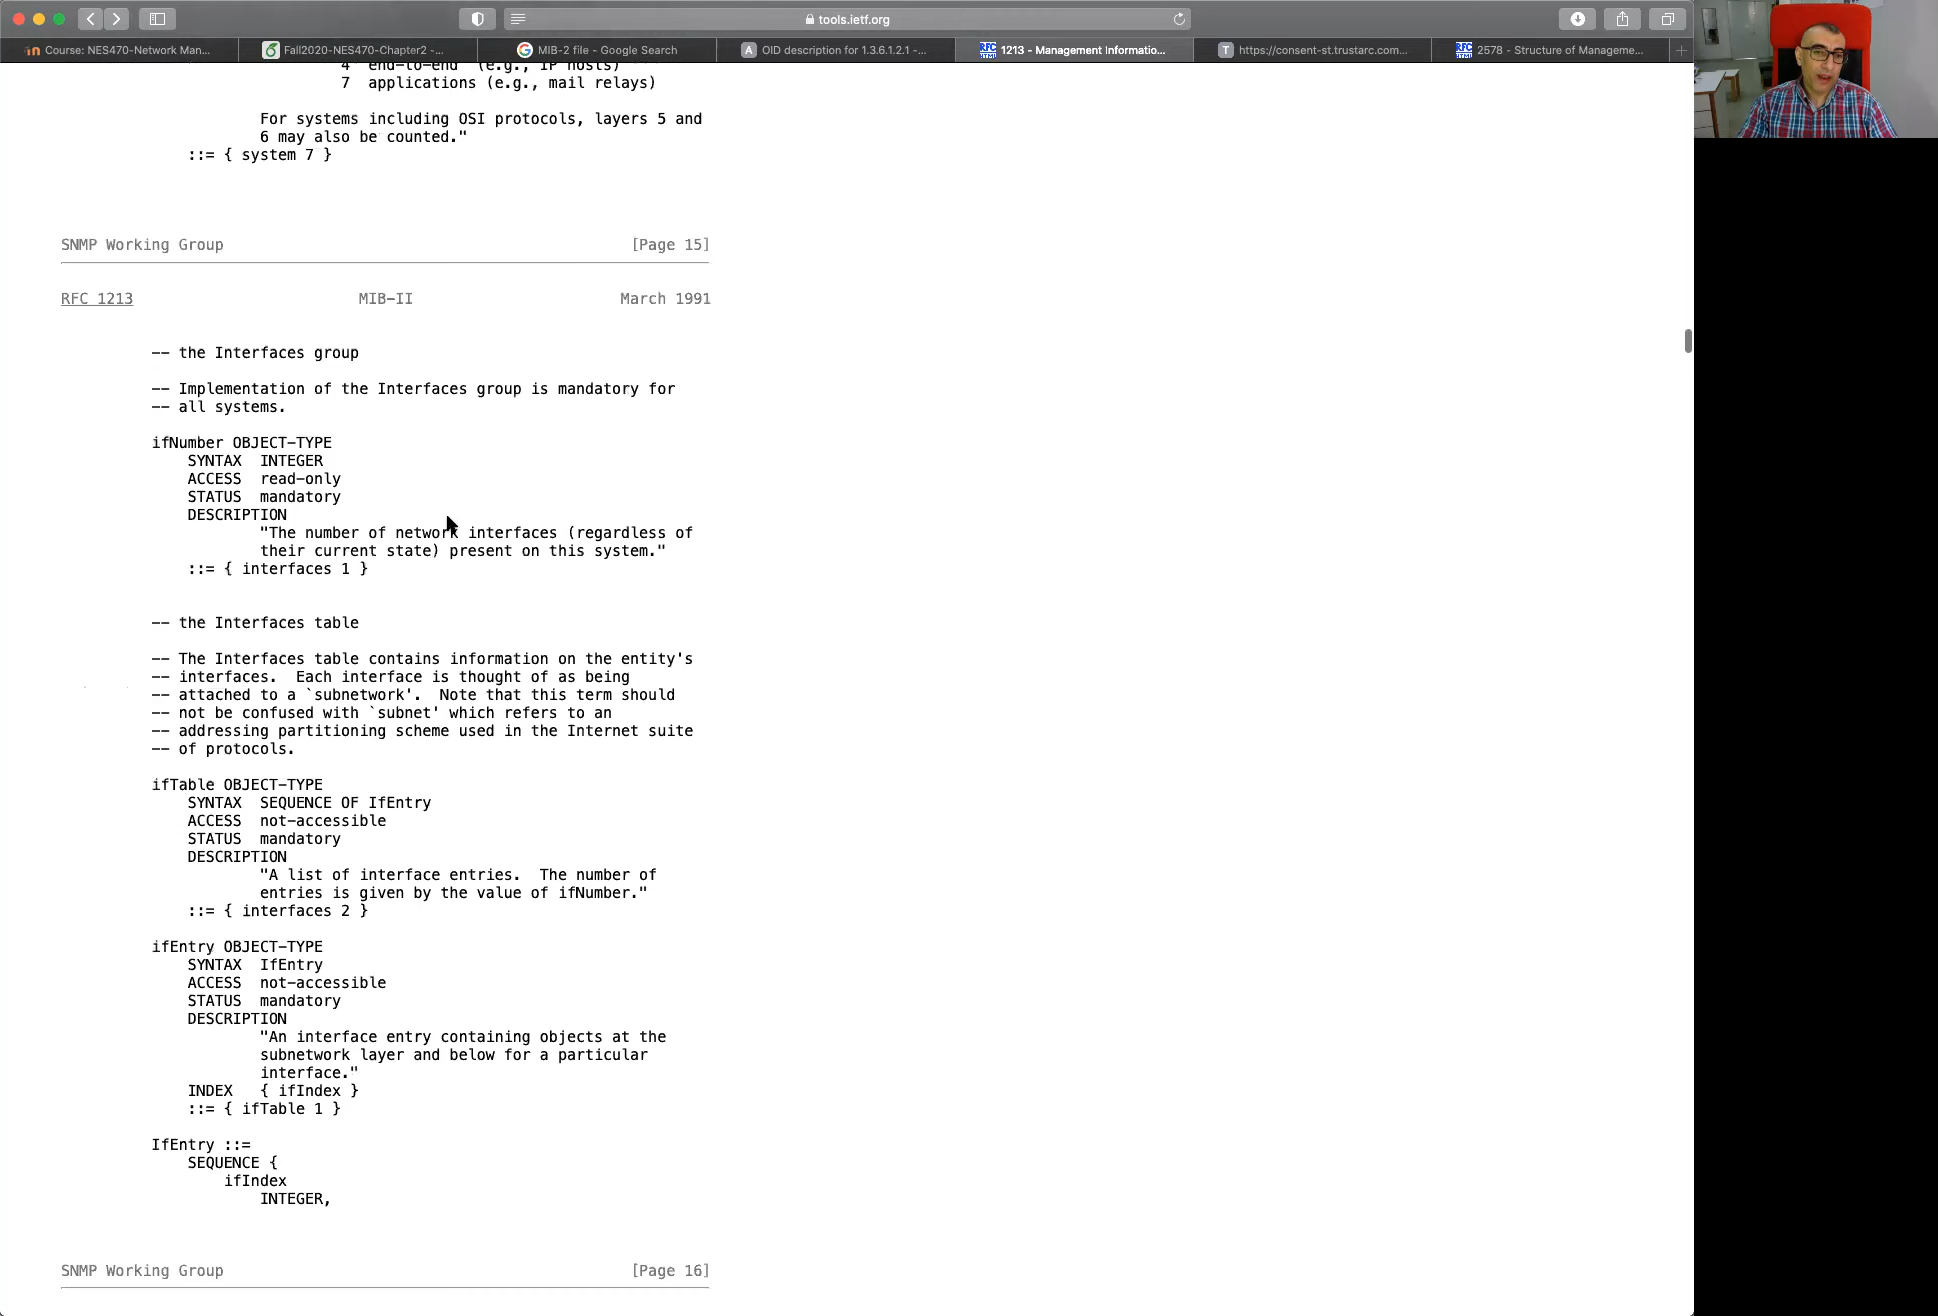 tools.ietf.org
Course: NES470-Network Man...
Fall2020-NES470-Chapter2 -...
MIB-2 file - Google Search
OID description for 1.3.6.1.2.1 -...
1213 - Management Informatio...
https://consent-st.trustarc.com...
2578 - Structure of Manageme...
4  end-to-end  (e.g., IP hosts)
7  applications (e.g., mail relays)
For systems including OSI protocols, layers 5 and
6 may also be counted."
::= { system 7 }
SNMP Working Group [Page 15]
RFC 1213 MIB-II March 1991
-- the Interfaces group
-- Implementation of the Interfaces group is mandatory for
-- all systems.
ifNumber OBJECT-TYPE
SYNTAX  INTEGER
ACCESS  read-only
STATUS  mandatory
DESCRIPTION
"The number of network interfaces (regardless of
their current state) present on this system."
::= { interfaces 1 }
-- the Interfaces table
-- The Interfaces table contains information on the entity's
-- interfaces.  Each interface is thought of as being
-- attached to a `subnetwork'.  Note that this term should
-- not be confused with `subnet' which refers to an
-- addressing partitioning scheme used in the Internet suite
-- of protocols.
ifTable OBJECT-TYPE
SYNTAX  SEQUENCE OF IfEntry
ACCESS  not-accessible
STATUS  mandatory
DESCRIPTION
"A list of interface entries.  The number of
entries is given by the value of ifNumber."
::= { interfaces 2 }
ifEntry OBJECT-TYPE
SYNTAX  IfEntry
ACCESS  not-accessible
STATUS  mandatory
DESCRIPTION
"An interface entry containing objects at the
subnetwork layer and below for a particular
interface."
INDEX   { ifIndex }
::= { ifTable 1 }
IfEntry ::=
SEQUENCE {
ifIndex
INTEGER,
SNMP Working Group [Page 16]